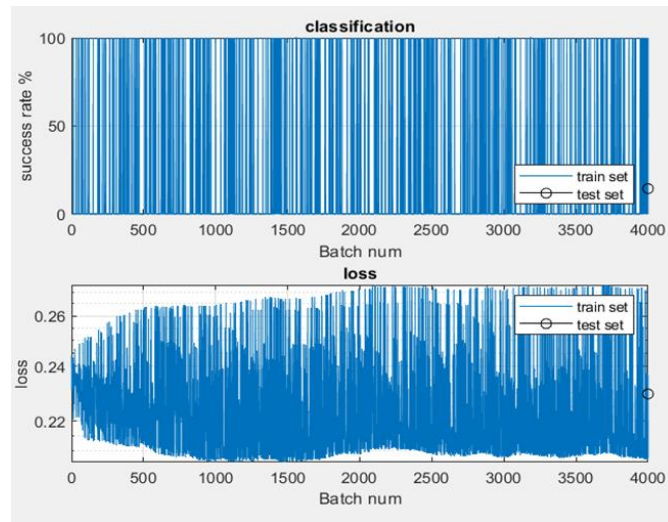 classification
success rate %
100
50
0
train set
test set
0 500 1000 1500 2000 2500 3000 3500 4000
Batch num
loss
loss
0.26
0.24
0.22
train set
test set
0 500 1000 1500 2000 2500 3000 3500 4000
Batch num